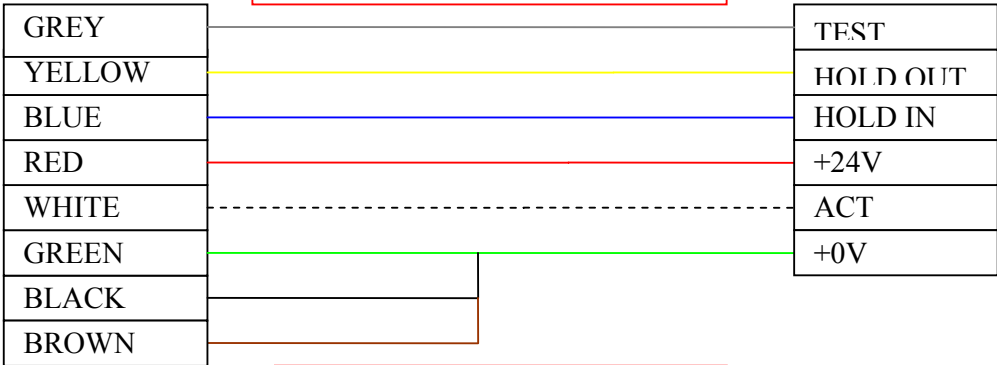 GREY
YELLOW
BLUE
RED
WHITE
GREEN
BLACK
BROWN
TEST
HOLD OUT
HOLD IN
+24V
ACT
+0V